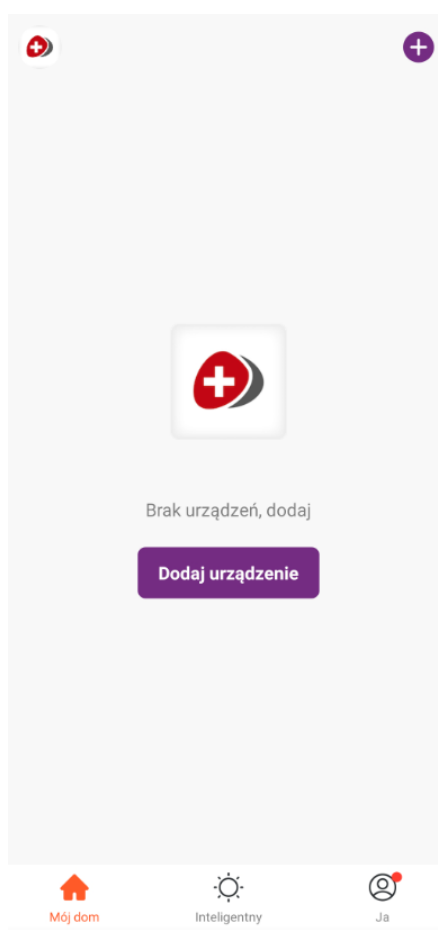 Brak urządzeń, dodaj
Dodaj urządzenie
Mój dom
Inteligentny
Ja